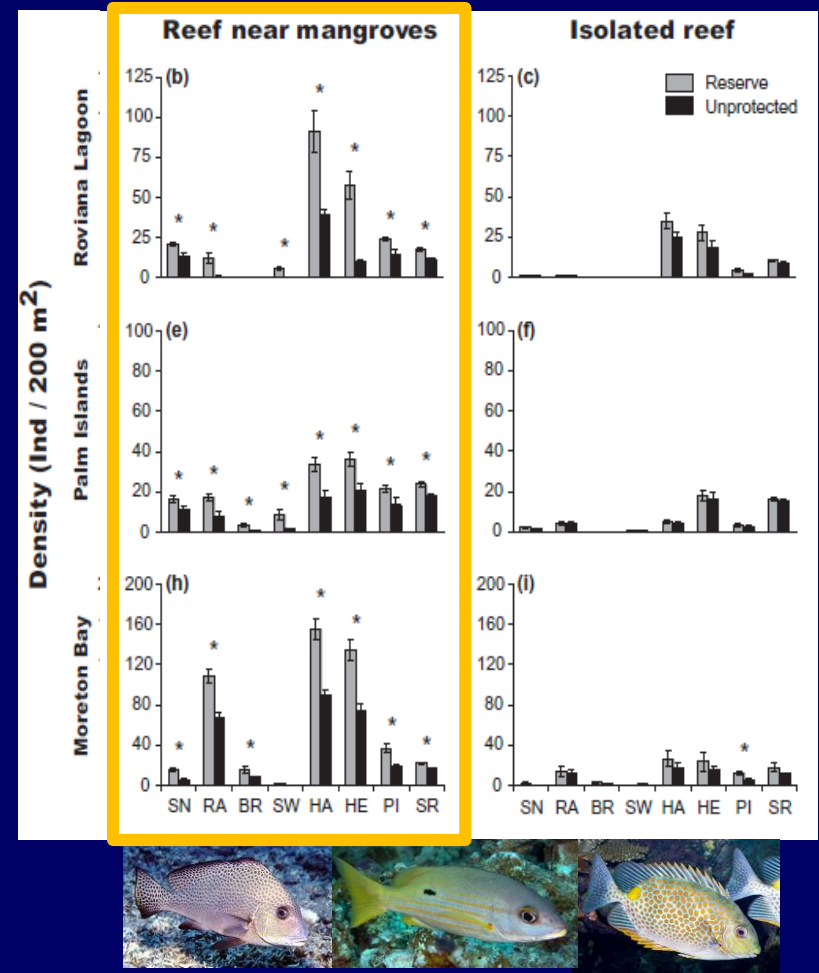 Reef near mangroves
Isolated reef
Density (Ind / 200 m²)
Roviana Lagoon
125 (b)
100
75
50
25
0
* * * * * * *
125 (c)
100
75
50
25
0
Reserve
Unprotected
Palm Islands
100 (e)
80
60
40
20
0
* * * * * * * *
100 (f)
80
60
40
20
0
Moreton Bay
200 (h)
160
120
80
40
0
* * * * * * *
SN RA BR SW HA HE PI SR
200 (i)
160
120
80
40
0
*
SN RA BR SW HA HE PI SR